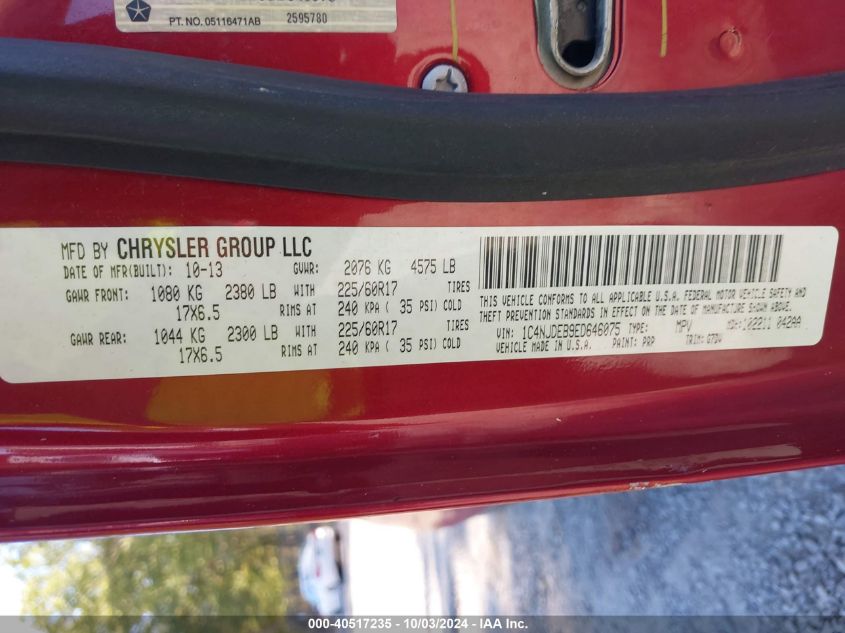 PT. NO. 05116471AB 2595780
MFD BY CHRYSLER GROUP LLC
DATE OF MFR(BUILT): 10-13 GVWR: 2076 KG 4575 LB
GAWR FRONT: 1080 KG 2380 LB WITH 225/60R17 TIRES
17X6.5 RIMS AT 240 KPA ( 35 PSI) COLD
GAWR REAR: 1044 KG 2300 LB WITH 225/60R17 TIRES
17X6.5 RIMS AT 240 KPA ( 35 PSI) COLD
THIS VEHICLE CONFORMS TO ALL APPLICABLE U.S.A. FEDERAL MOTOR VEHICLE SAFETY AND
THEFT PREVENTION STANDARDS IN EFFECT ON THE DATE OF MANUFACTURE SHOWN ABOVE.
VIN: 1C4NJDEB9ED646075 TYPE: MPV MDH:102211 042AA
VEHICLE MADE IN U.S.A. PAINT: PRP TRIM:
000-40517235 - 10/03/2024 - IAA Inc.